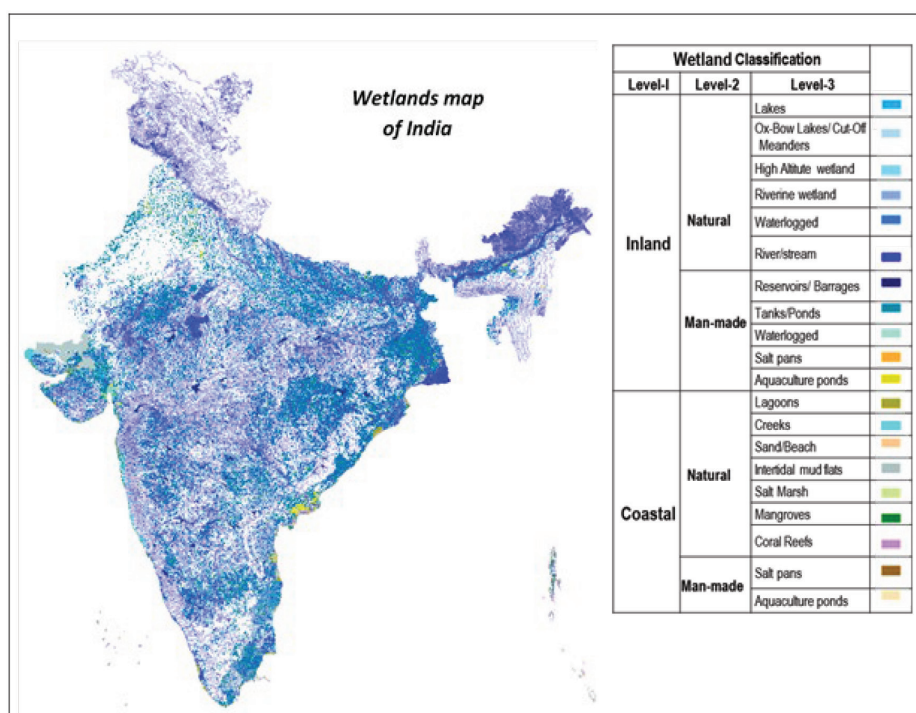 Wetlands map
of India
Wetland Classification
Level-I Level-2 Level-3
Inland
Natural
Lakes
Ox-Bow Lakes/ Cut-Off
Meanders
High Altitute wetland
Riverine wetland
Waterlogged
River/stream
Man-made
Reservoirs/ Barrages
Tanks/Ponds
Waterlogged
Salt pans
Aquaculture ponds
Coastal
Natural
Lagoons
Creeks
Sand/Beach
Intertidal mud flats
Salt Marsh
Mangroves
Coral Reefs
Man-made
Salt pans
Aquaculture ponds